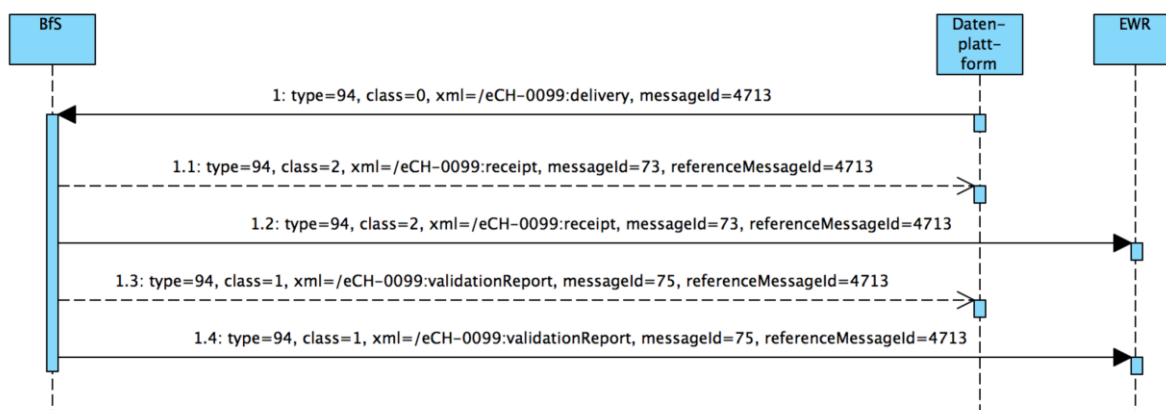 BfS
Daten-
platt-
form
EWR
1: type=94, class=0, xml=/eCH-0099:delivery, messageId=4713
1.1: type=94, class=2, xml=/eCH-0099:receipt, messageId=73, referenceMessageId=4713
1.2: type=94, class=2, xml=/eCH-0099:receipt, messageId=73, referenceMessageId=4713
1.3: type=94, class=1, xml=/eCH-0099:validationReport, messageId=75, referenceMessageId=4713
1.4: type=94, class=1, xml=/eCH-0099:validationReport, messageId=75, referenceMessageId=4713